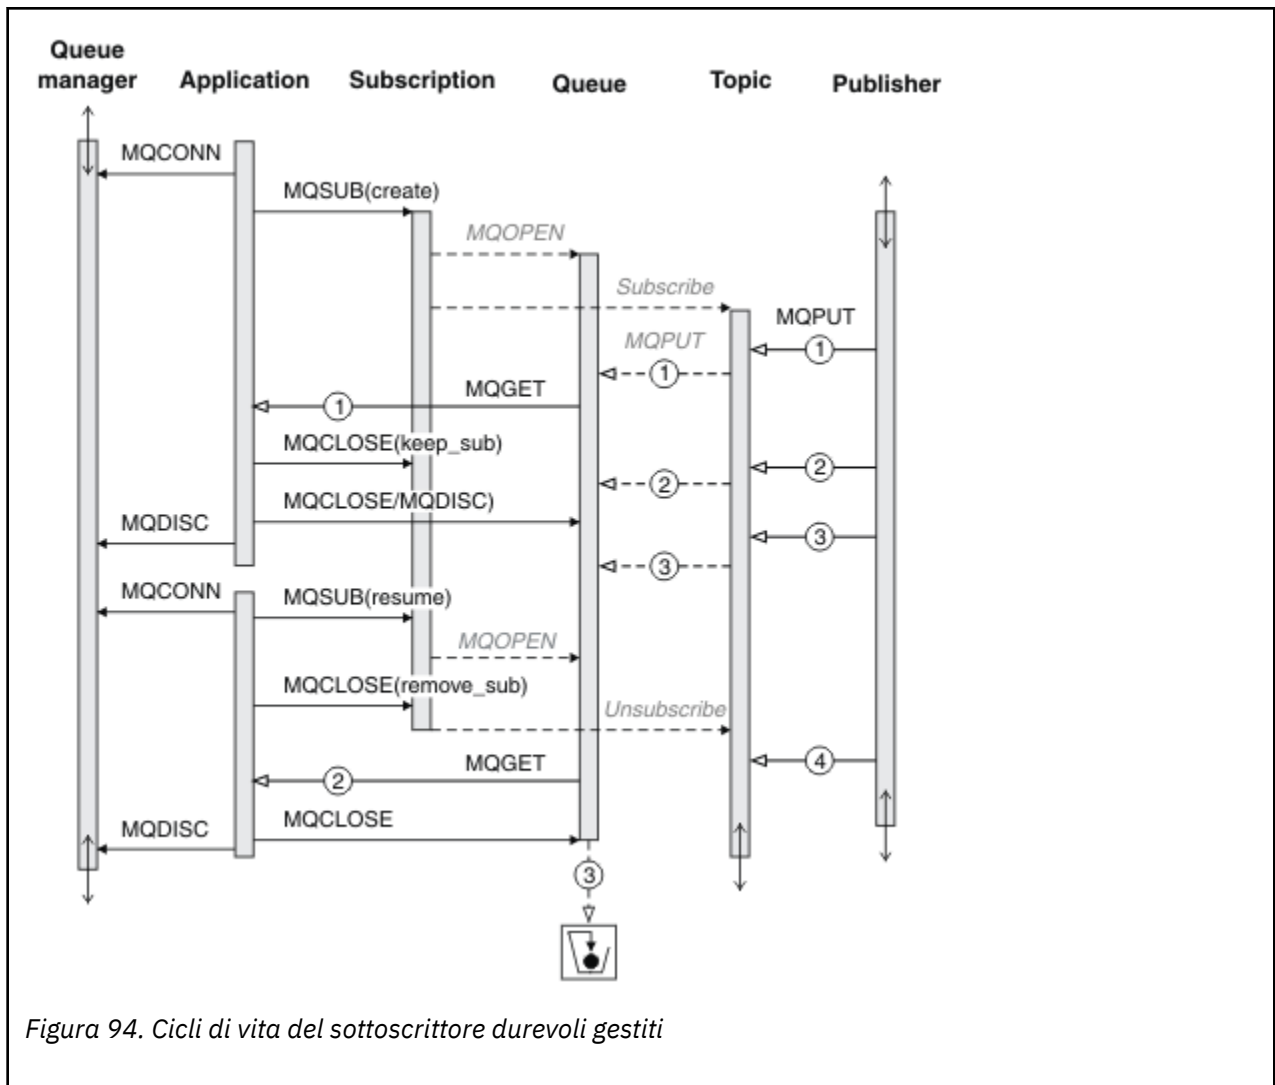 Queue
manager
Application
Subscription
Queue
Topic
Publisher
MQCONN
MQSUB(create)
MQOPEN
Subscribe
MQPUT
1
MQPUT
1
MQGET
1
MQCLOSE(keep_sub)
2
2
MQCLOSE/MQDISC)
MQDISC
3
3
MQCONN
MQSUB(resume)
MQOPEN
MQCLOSE(remove_sub)
Unsubscribe
4
MQGET
2
MQCLOSE
MQDISC
3
Figura 94. Cicli di vita del sottoscrittore durevoli gestiti